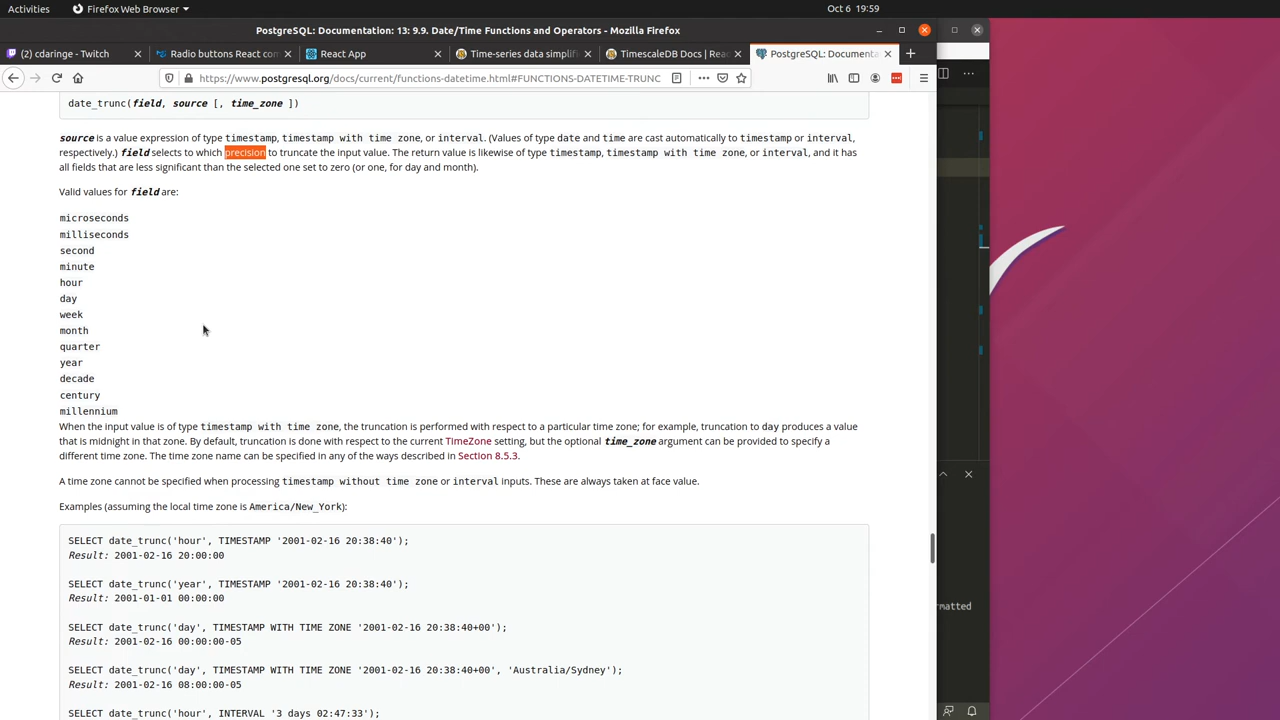 Activities
Firefox Web Browser
Oct 6 19:59
PostgreSQL: Documentation: 13: 9.9. Date/Time Functions and Operators - Mozilla Firefox
(2) cdaringe - Twitch
Radio buttons React com
React App
Time-series data simplifi
TimescaleDB Docs | Rea
PostgreSQL: Documenta
https://www.postgresql.org/docs/current/functions-datetime.html#FUNCTIONS-DATETIME-TRUNC
date_trunc(field, source [, time_zone ])
source is a value expression of type timestamp, timestamp with time zone, or interval. (Values of type date and time are cast automatically to timestamp or interval,
respectively.) field selects to which precision to truncate the input value. The return value is likewise of type timestamp, timestamp with time zone, or interval, and it has
all fields that are less significant than the selected one set to zero (or one, for day and month).
Valid values for field are:
microseconds
milliseconds
second
minute
hour
day
week
month
quarter
year
decade
century
millennium
When the input value is of type timestamp with time zone, the truncation is performed with respect to a particular time zone; for example, truncation to day produces a value
that is midnight in that zone. By default, truncation is done with respect to the current TimeZone setting, but the optional time_zone argument can be provided to specify a
different time zone. The time zone name can be specified in any of the ways described in Section 8.5.3.
A time zone cannot be specified when processing timestamp without time zone or interval inputs. These are always taken at face value.
Examples (assuming the local time zone is America/New_York):
SELECT date_trunc('hour', TIMESTAMP '2001-02-16 20:38:40');
Result: 2001-02-16 20:00:00
SELECT date_trunc('year', TIMESTAMP '2001-02-16 20:38:40');
Result: 2001-01-01 00:00:00
SELECT date_trunc('day', TIMESTAMP WITH TIME ZONE '2001-02-16 20:38:40+00');
Result: 2001-02-16 00:00:00-05
SELECT date_trunc('day', TIMESTAMP WITH TIME ZONE '2001-02-16 20:38:40+00', 'Australia/Sydney');
Result: 2001-02-16 08:00:00-05
SELECT date_trunc('hour', INTERVAL '3 days 02:47:33');
rmatted